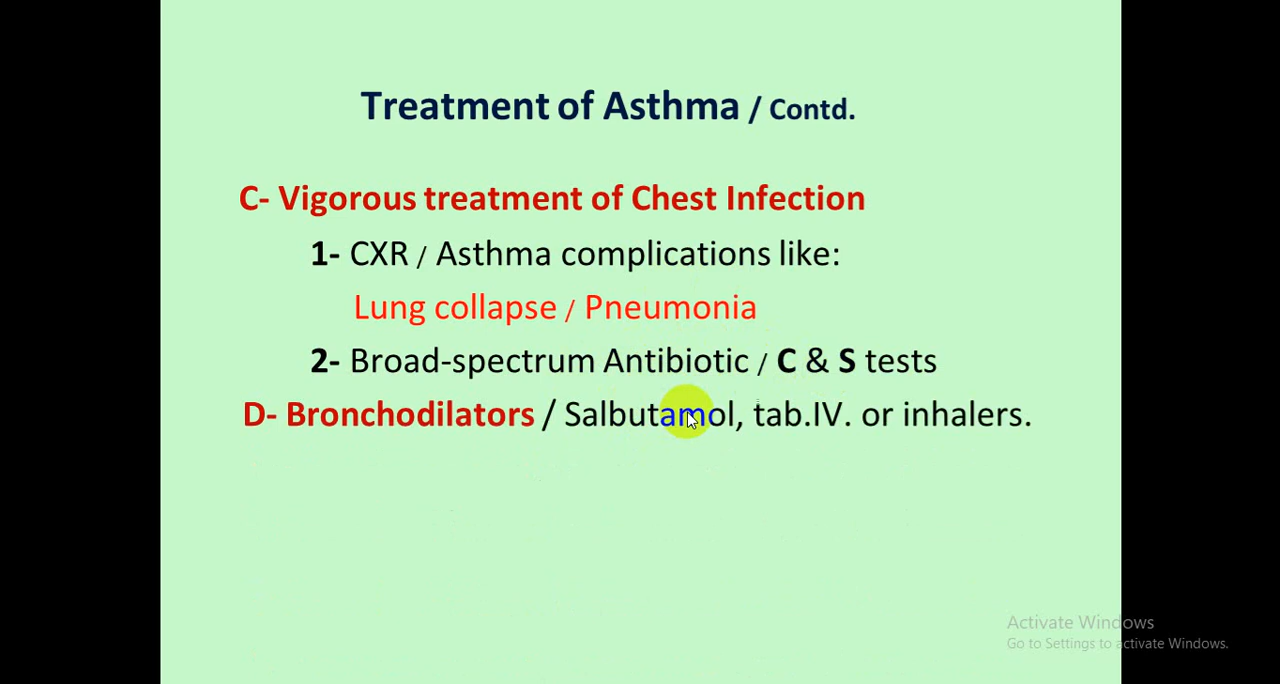 Treatment of Asthma / Contd.
C- Vigorous treatment of Chest Infection
1- CXR / Asthma complications like:
Lung collapse / Pneumonia
2- Broad-spectrum Antibiotic / C & S tests
D- Bronchodilators / Salbutamol, tab.IV. or inhalers.
Activate Windows
Go to Settings to activate Windows.